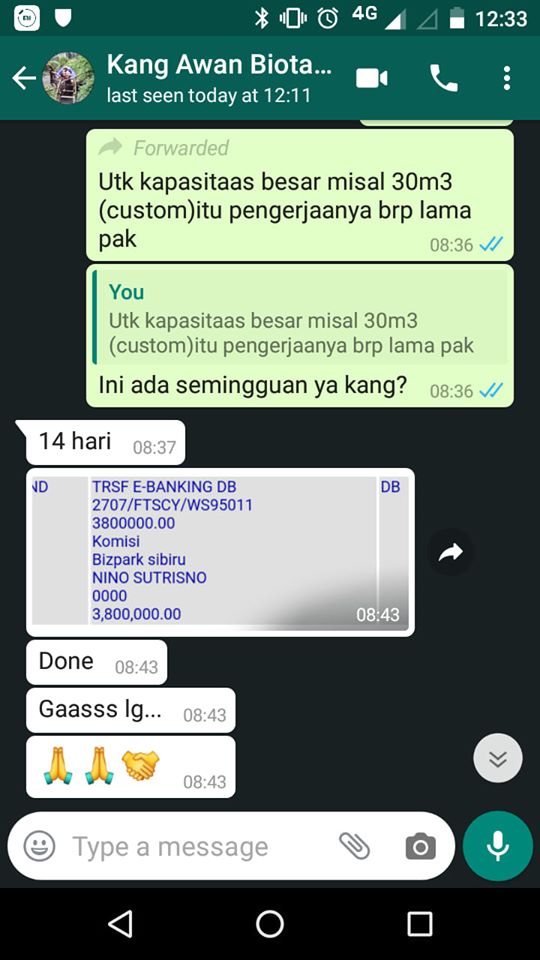 4G
12:33
Kang Awan Biota...
last seen today at 12:11
Forwarded
Utk kapasitaas besar misal 30m3
(custom)itu pengerjaanya brp lama
pak
08:36
You
Utk kapasitaas besar misal 30m3
(custom)itu pengerjaanya brp lama pak
Ini ada semingguan ya kang?
08:36
14 hari
08:37
ND
TRSF E-BANKING DB
DB
2707/FTSCY/WS95011
3800000.00
Komisi
Bizpark sibiru
NINO SUTRISNO
0000
3,800,000.00
08:43
Done
08:43
Gaasss lg...
08:43
08:43
Type a message